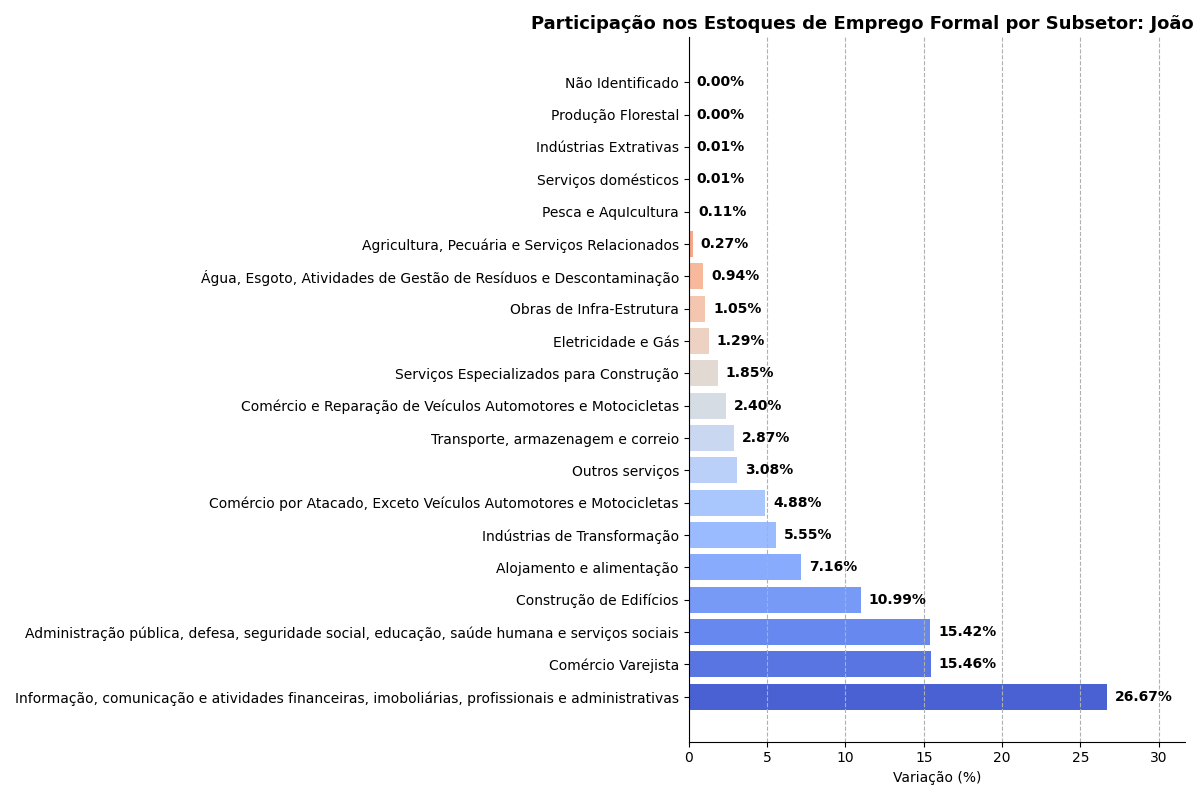 Participação nos Estoques de Emprego Formal por Subsetor: João
Não Identificado 0.00%
Produção Florestal 0.00%
Indústrias Extrativas 0.01%
Serviços domésticos 0.01%
Pesca e AquIcultura 0.11%
Agricultura, Pecuária e Serviços Relacionados 0.27%
Água, Esgoto, Atividades de Gestão de Resíduos e Descontaminação 0.94%
Obras de Infra-Estrutura 1.05%
Eletricidade e Gás 1.29%
Serviços Especializados para Construção 1.85%
Comércio e Reparação de Veículos Automotores e Motocicletas 2.40%
Transporte, armazenagem e correio 2.87%
Outros serviços 3.08%
Comércio por Atacado, Exceto Veículos Automotores e Motocicletas 4.88%
Indústrias de Transformação 5.55%
Alojamento e alimentação 7.16%
Construção de Edifícios 10.99%
Administração pública, defesa, seguridade social, educação, saúde humana e serviços sociais 15.42%
Comércio Varejista 15.46%
Informação, comunicação e atividades financeiras, imoboliárias, profissionais e administrativas 26.67%
0 5 10 15 20 25 30
Variação (%)